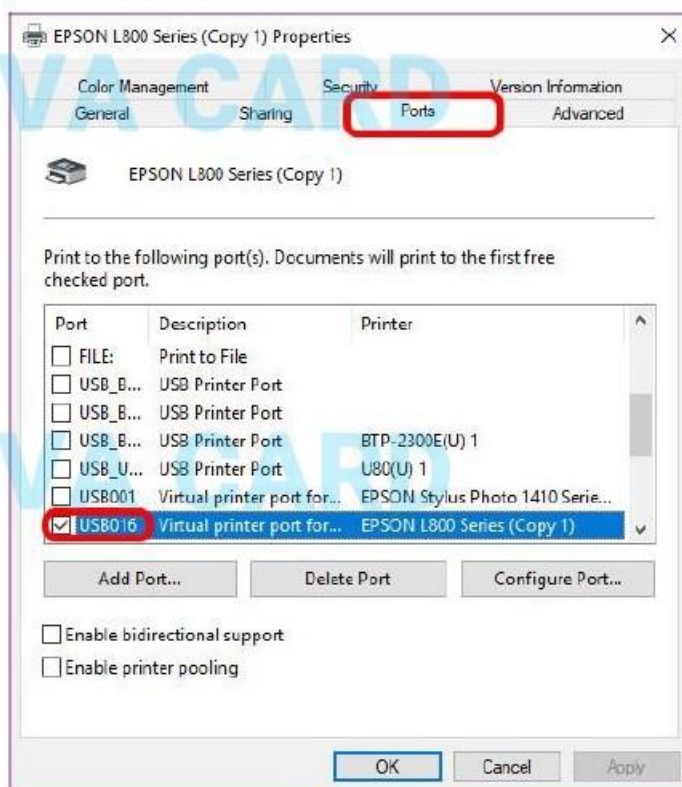 EPSON L800 Series (Copy 1) Properties
VA CARD
Color Management Security Version Information
General Sharing Ports Advanced
EPSON L800 Series (Copy 1)
Print to the following port(s). Documents will print to the first free
checked port.
Port Description Printer
FILE: Print to File
USB_B... USB Printer Port
USB_B... USB Printer Port
USB_B... USB Printer Port BTP-2300E(U) 1
VA CARD
USB_U... USB Printer Port U80(U) 1
USB001 Virtual printer port for... EPSON Stylus Photo 1410 Serie...
USB016 Virtual printer port for... EPSON L800 Series (Copy 1)
Add Port... Delete Port Configure Port...
Enable bidirectional support
Enable printer pooling
OK Cancel Apply